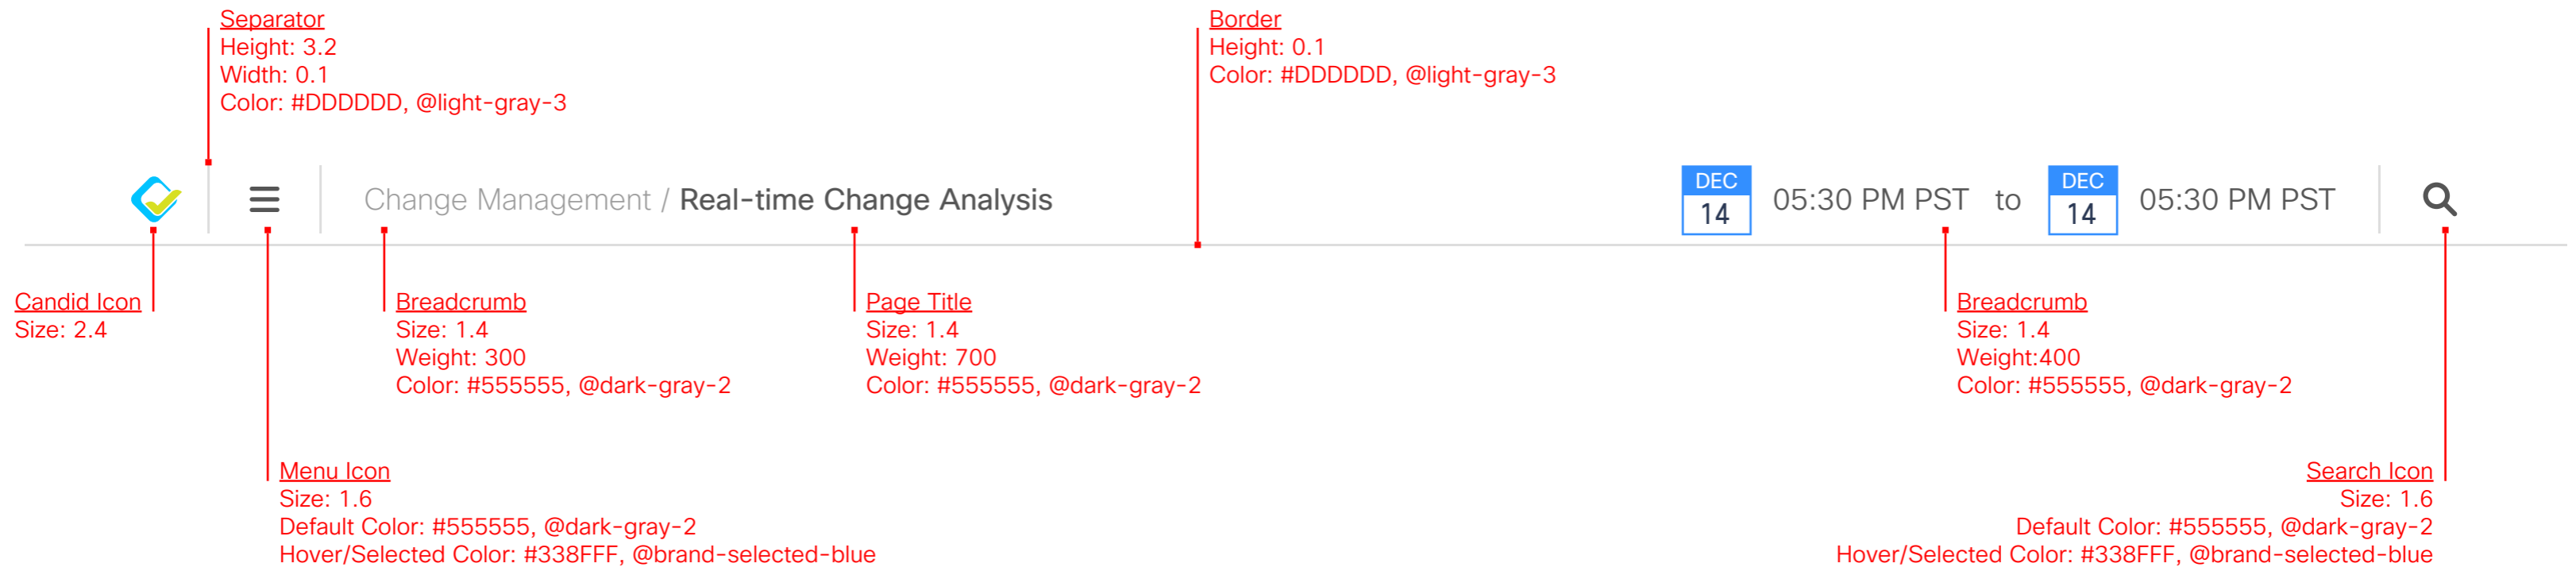 Separator
Height: 3.2
Width: 0.1
Color: #DDDDDD, @light-gray-3
Border
Height: 0.1
Color: #DDDDDD, @light-gray-3
Change Management / Real-time Change Analysis
DEC
14
05:30 PM PST to
DEC
14
05:30 PM PST
Candid Icon
Size: 2.4
Breadcrumb
Size: 1.4
Weight: 300
Color: #555555, @dark-gray-2
Page Title
Size: 1.4
Weight: 700
Color: #555555, @dark-gray-2
Breadcrumb
Size: 1.4
Weight:400
Color: #555555, @dark-gray-2
Menu Icon
Size: 1.6
Default Color: #555555, @dark-gray-2
Hover/Selected Color: #338FFF, @brand-selected-blue
Search Icon
Size: 1.6
Default Color: #555555, @dark-gray-2
Hover/Selected Color: #338FFF, @brand-selected-blue